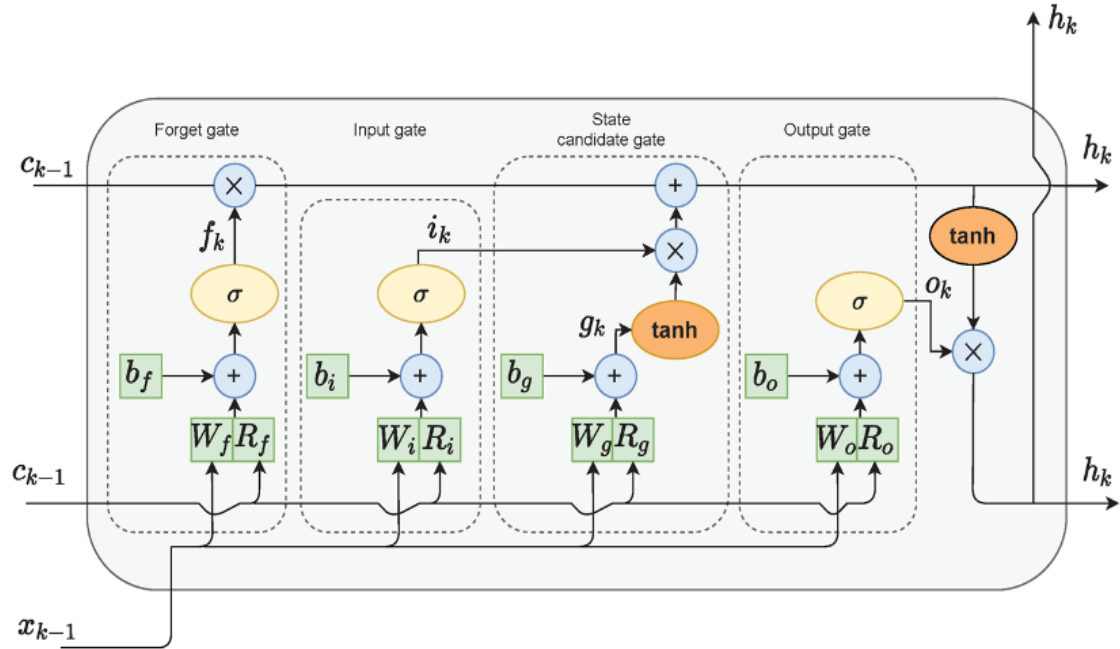 h_k
Forget gate
Input gate
State
candidate gate
Output gate
c_{k-1}
×
+
h_k
f_k
i_k
×
tanh
σ
σ
g_k
tanh
σ
o_k
×
b_f
+
b_i
+
b_g
+
b_o
+
W_f R_f
W_i R_i
W_g R_g
W_o R_o
c_{k-1}
h_k
x_{k-1}